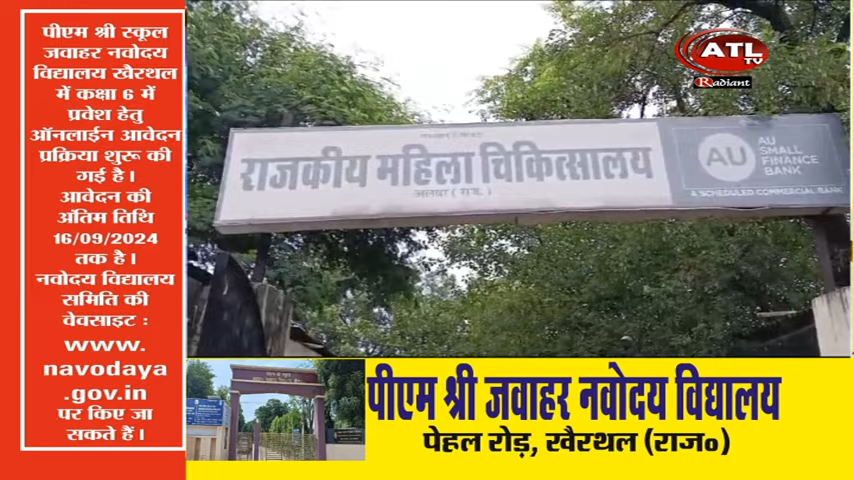 पीएम श्री स्कूल
जवाहर नवोदय
विद्यालय खैरथल
में कक्षा 6 में
प्रवेश हेतु
ऑनलाईन आवेदन
प्रक्रिया शुरू की
गई है।
आवेदन की
अंतिम तिथि
16/09/2024
तक है।
नवोदय विद्यालय
समिति की
वेवसाइट :
www.
navodaya
.gov.in
पर किए जा
सकते हैं।
ATL
TV
Radiant
राजकीय महिला चिकित्सालय
अलवर ( राज. )
AU
AU
SMALL
FINANCE
BANK
A SCHEDULED COMMERCIAL BANK
पीएम श्री जवाहर नवोदय विद्यालय
पेहल रोड़, खैरथल (राज०)